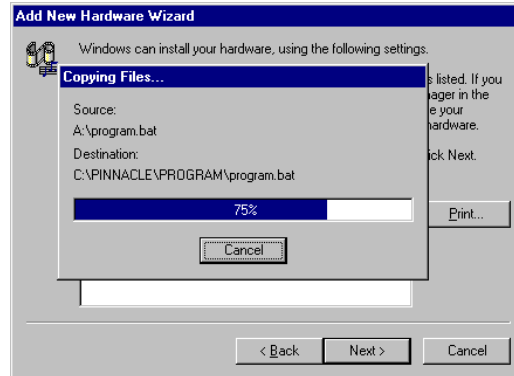 Add New Hardware Wizard
Windows can install your hardware, using the following settings.
s listed. If you
ager in the
e your
hardware.
ick Next.
Copying Files...
Source:
A:\program.bat
Destination:
C:\PINNACLE\PROGRAM\program.bat
75%
Cancel
Print...
< Back
Next >
Cancel